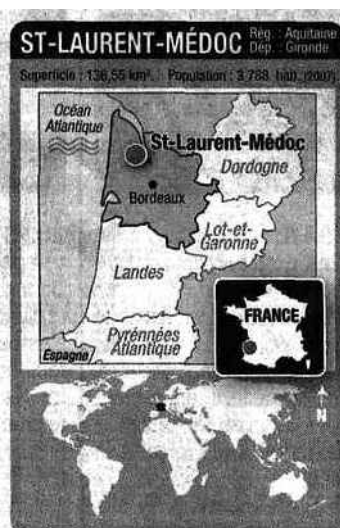 ST-LAURENT-MÉDOC
Rég. : Aquitaine
Dép. : Gironde
Superficie : 136,55 km². Population : 3 788 hab. (2007).
Océan
Atlantique
St-Laurent-Médoc
Dordogne
Bordeaux
Lot-et-
Garonne
Landes
FRANCE
Pyrénnées
Atlantique
Espagne
N